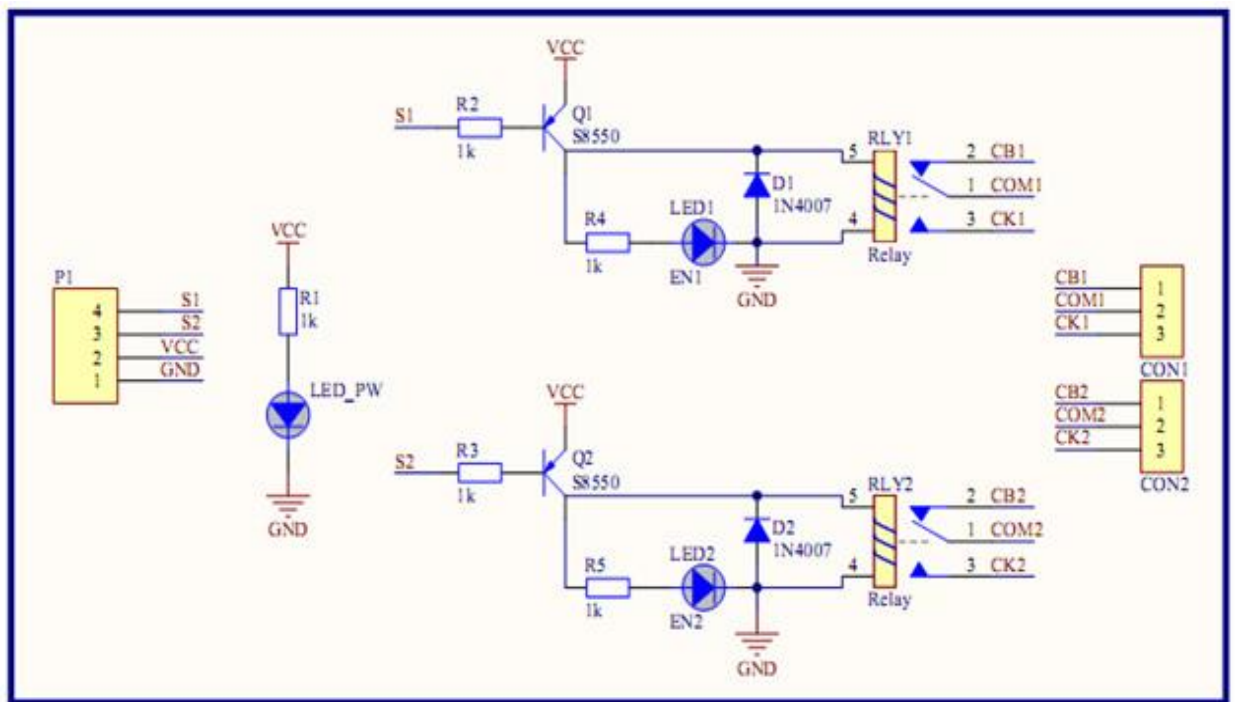 VCC
S1
R2
1k
Q1
S8550
RLY1
5
4
Relay
2 CB1
1 COM1
3 CK1
D1
1N4007
R4
1k
LED1
EN1
GND
P1
4 S1
3 S2
2 VCC
1 GND
VCC
R1
1k
LED_PW
GND
CB1 1
COM1 2
CK1 3
CON1
CB2 1
COM2 2
CK2 3
CON2
VCC
S2
R3
1k
Q2
S8550
RLY2
5
4
Relay
2 CB2
1 COM2
3 CK2
D2
1N4007
R5
1k
LED2
EN2
GND